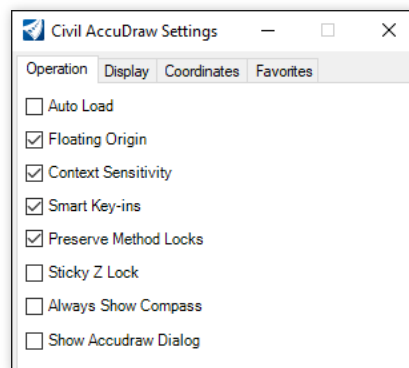 Civil AccuDraw Settings
Operation Display Coordinates Favorites
Auto Load
Floating Origin
Context Sensitivity
Smart Key-ins
Preserve Method Locks
Sticky Z Lock
Always Show Compass
Show Accudraw Dialog